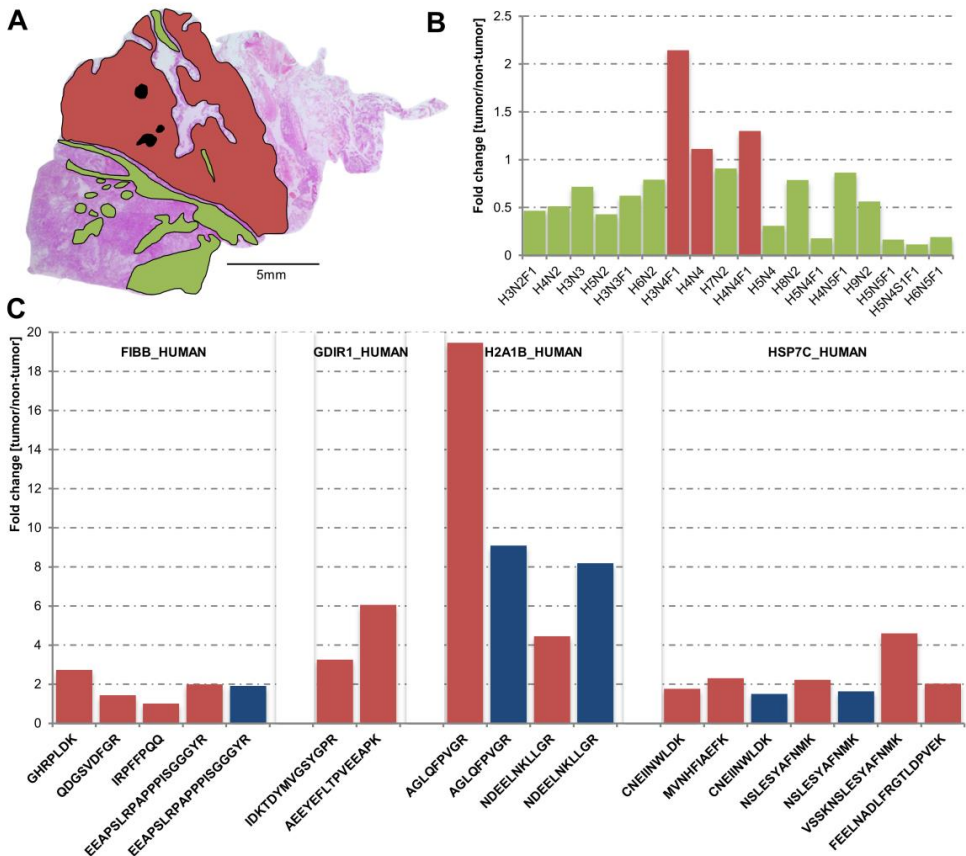 A
5mm
B
Fold change [tumor/non-tumor]
2.5
2
1.5
1
0.5
0
H3N2F1
H4N2
H3N3
H5N2
H3N3F1
H6N2
H3N4F1
H4N4
H7N2
H4N4F1
H5N4
H8N2
H5N4F1
H4N5F1
H9N2
H5N5F1
H5N4S1F1
H6N5F1
C
Fold change [tumor/non-tumor]
20
18
16
14
12
10
8
6
4
2
0
FIBB_HUMAN
GDIR1_HUMAN
H2A1B_HUMAN
HSP7C_HUMAN
GHRPLDK
QDGSVDFGR
IRPFFPQQ
EEAPSLRPAPPPISGGGYR
EEAPSLRPAPPPISGGGYR
IDKTDYMVGSYGPR
AEEYEFLTPVEEAPK
AGLQFPVGR
AGLQFPVGR
NDEELNKLLGR
NDEELNKLLGR
CNEIINWLDK
MVNHFIAEFK
CNEIINWLDK
NSLESYAFNMK
NSLESYAFNMK
VSSKNSLESYAFNMK
FEELNADLFRGTLDPVEK